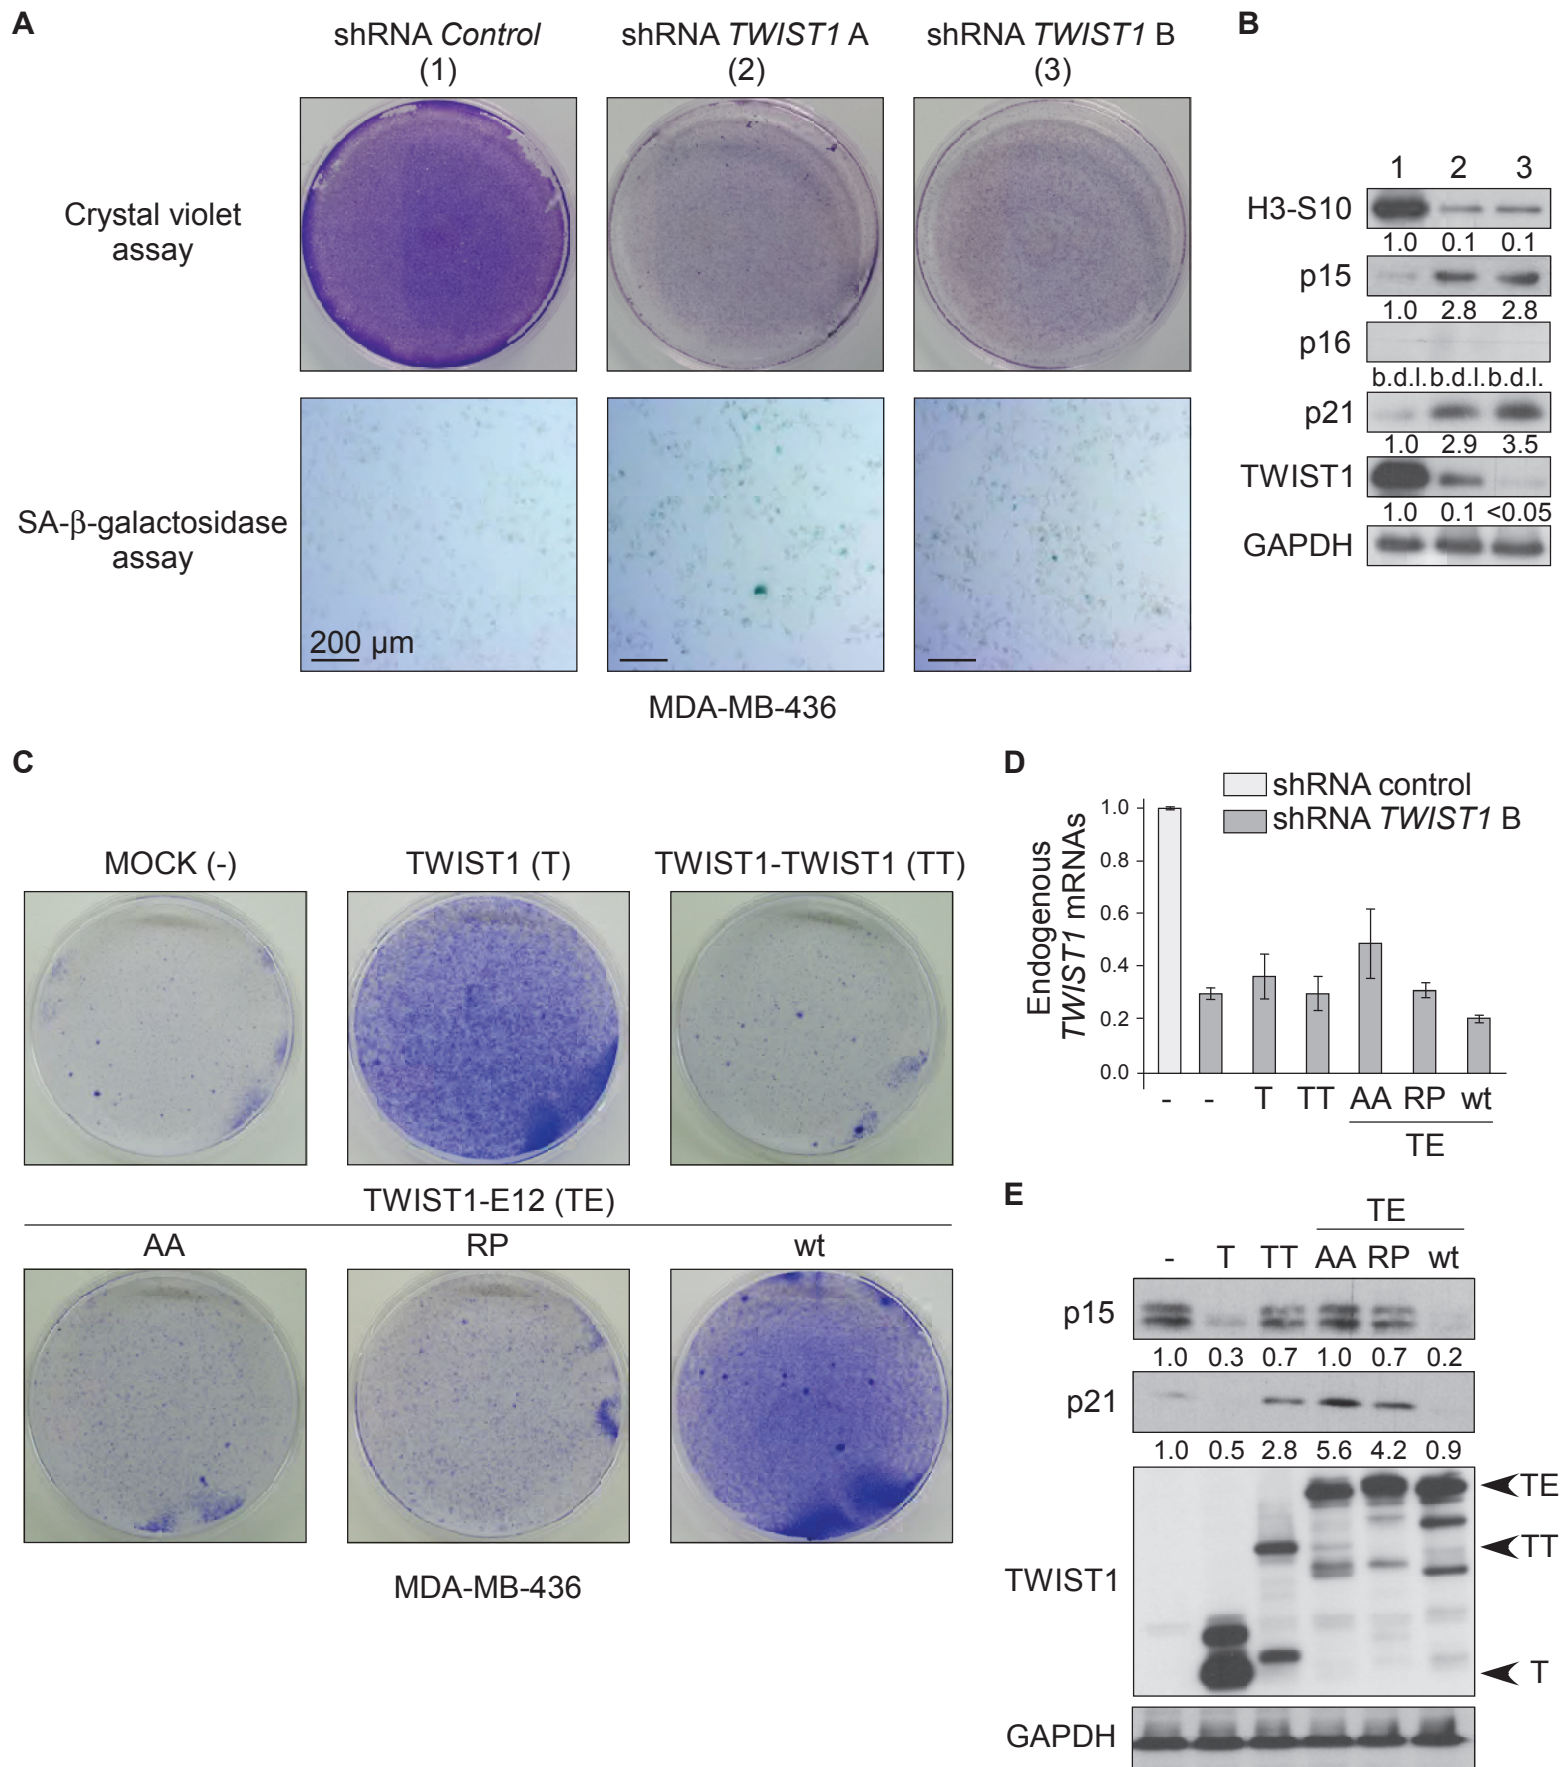 A
shRNA Control
(1)
shRNA TWIST1 A
(2)
shRNA TWIST1 B
(3)
Crystal violet
assay
SA-β-galactosidase
assay
200 µm
MDA-MB-436
B
1 2 3
H3-S10
1.0 0.1 0.1
p15
1.0 2.8 2.8
p16
b.d.l. b.d.l. b.d.l.
p21
1.0 2.9 3.5
TWIST1
1.0 0.1 <0.05
GAPDH
C
MOCK (-)
TWIST1 (T)
TWIST1-TWIST1 (TT)
TWIST1-E12 (TE)
AA RP wt
MDA-MB-436
D
shRNA control
shRNA TWIST1 B
Endogenous
TWIST1 mRNAs
1.0
0.8
0.6
0.4
0.2
0.0
- - T TT AA RP wt
TE
E
TE
- T TT AA RP wt
p15
1.0 0.3 0.7 1.0 0.7 0.2
p21
1.0 0.5 2.8 5.6 4.2 0.9
TWIST1
TE
TT
T
GAPDH